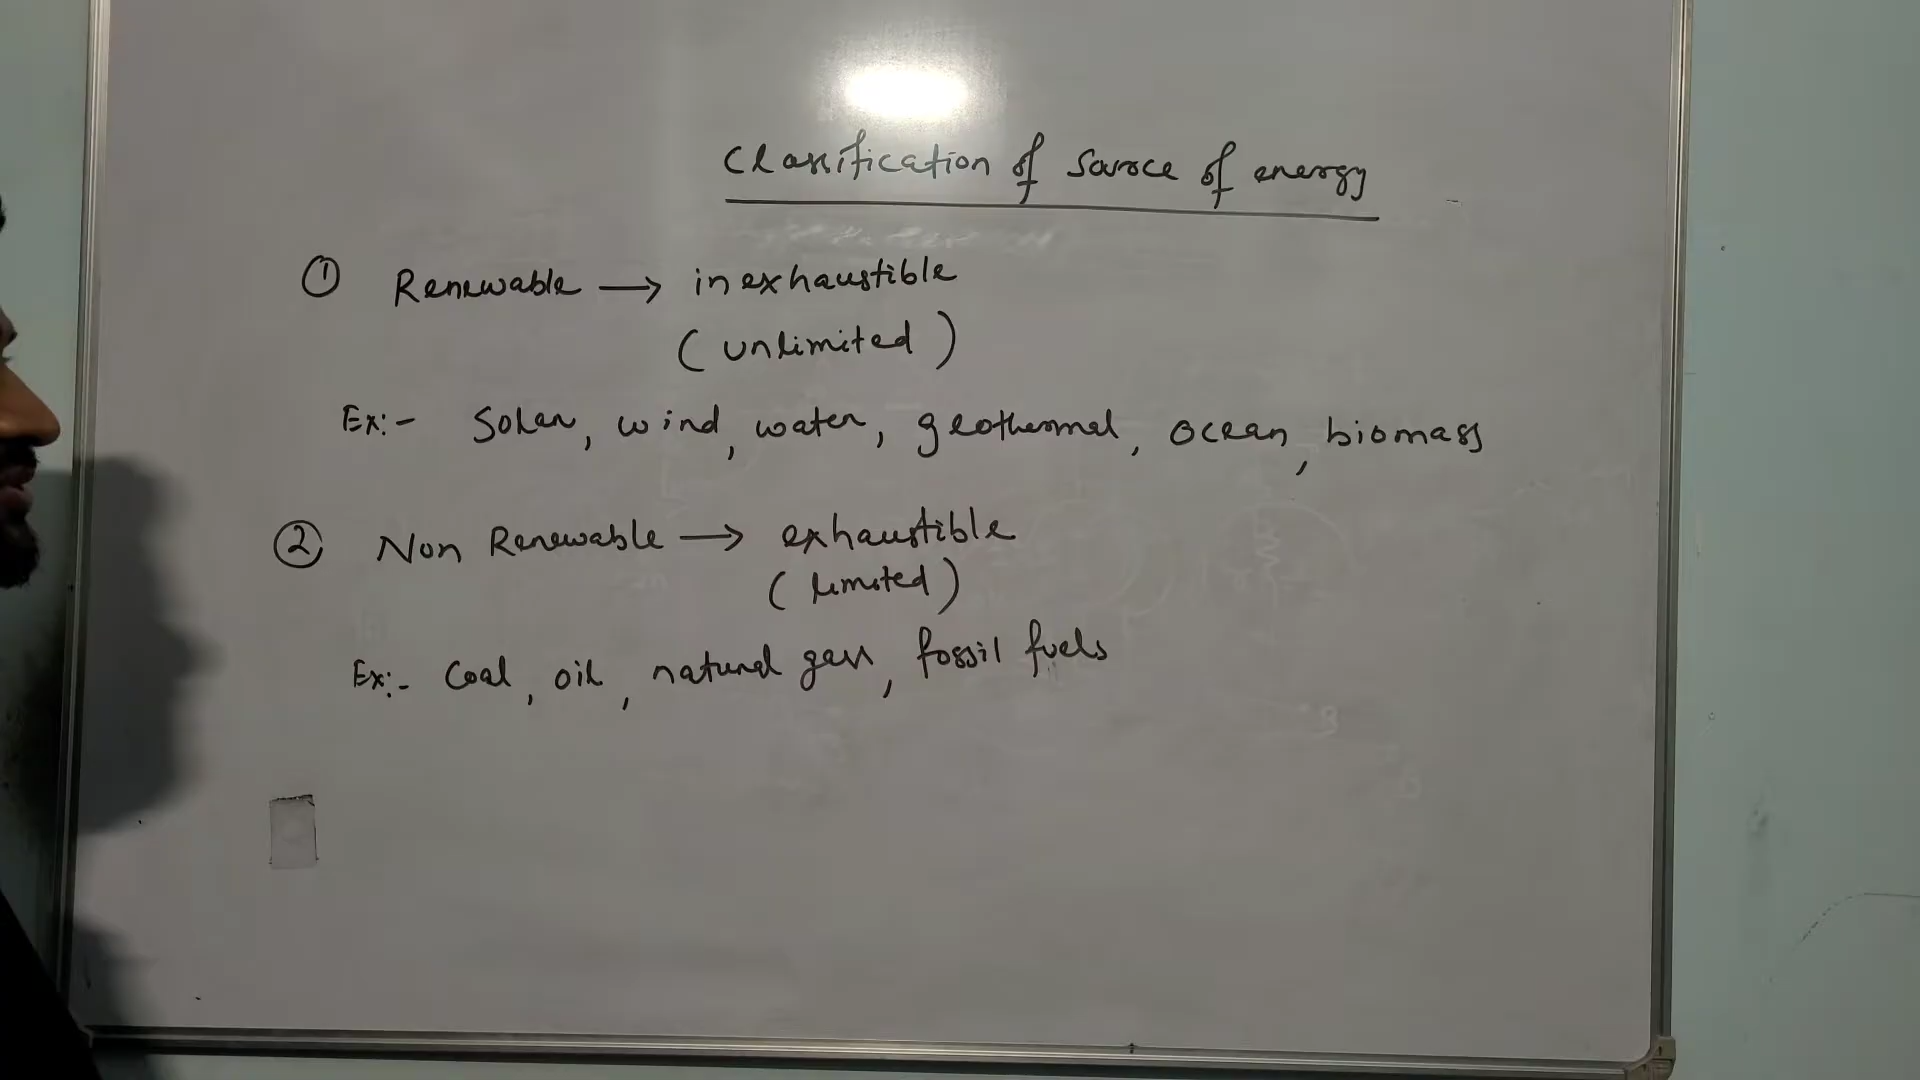 Classification of Source of energy
① Renewable → inexhaustible
(unlimited)
Ex:- Solar, wind, water, geothermal, ocean, biomass
② Non Renewable → exhaustible
(limited)
Ex:- Coal, oil, natural gas, fossil fuels